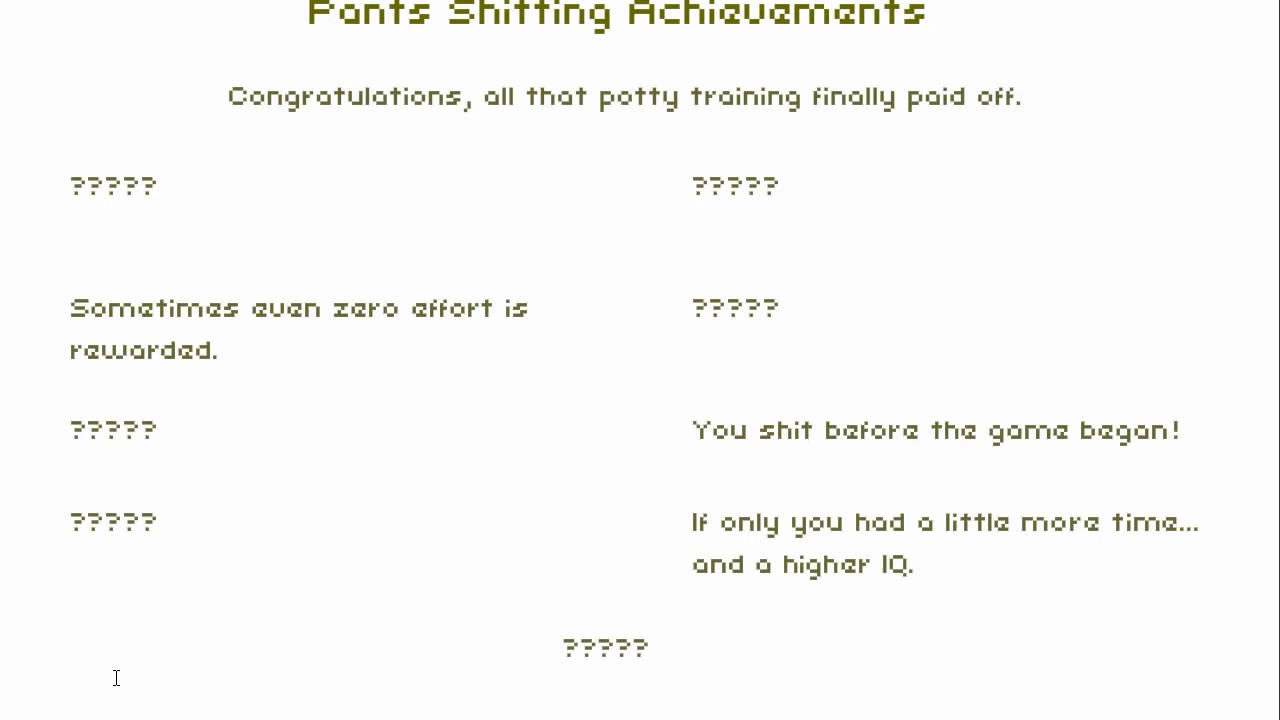 Pants Shitting Achievements
Congratulations, all that potty training finally paid off.
?????
?????
Sometimes even zero effort is
rewarded.
?????
?????
You shit before the game began!
?????
If only you had a little more time...
and a higher IQ.
?????